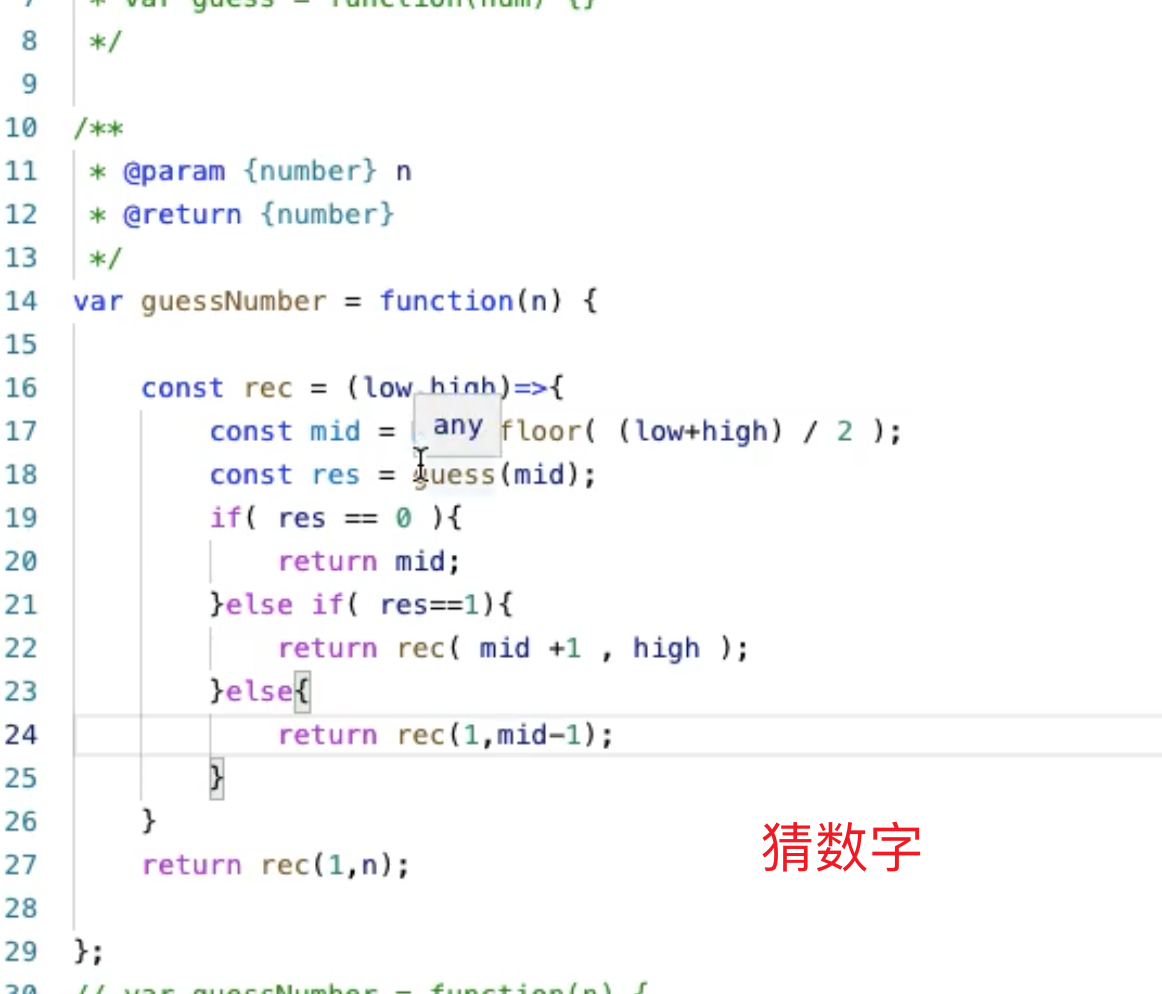 7 * var guess = function(num) {}
8 */
9
10 /**
11 * @param {number} n
12 * @return {number}
13 */
14 var guessNumber = function(n) {
15
16 const rec = (low,high)=>{
17 const mid = any floor( (low+high) / 2 );
18 const res = guess(mid);
19 if( res == 0 ){
20 return mid;
21 }else if( res==1){
22 return rec( mid +1 , high );
23 }else{
24 return rec(1,mid-1);
25 }
26 }
27 return rec(1,n);
28
29 };
30 // var guessNumber = function(n) {
猜数字